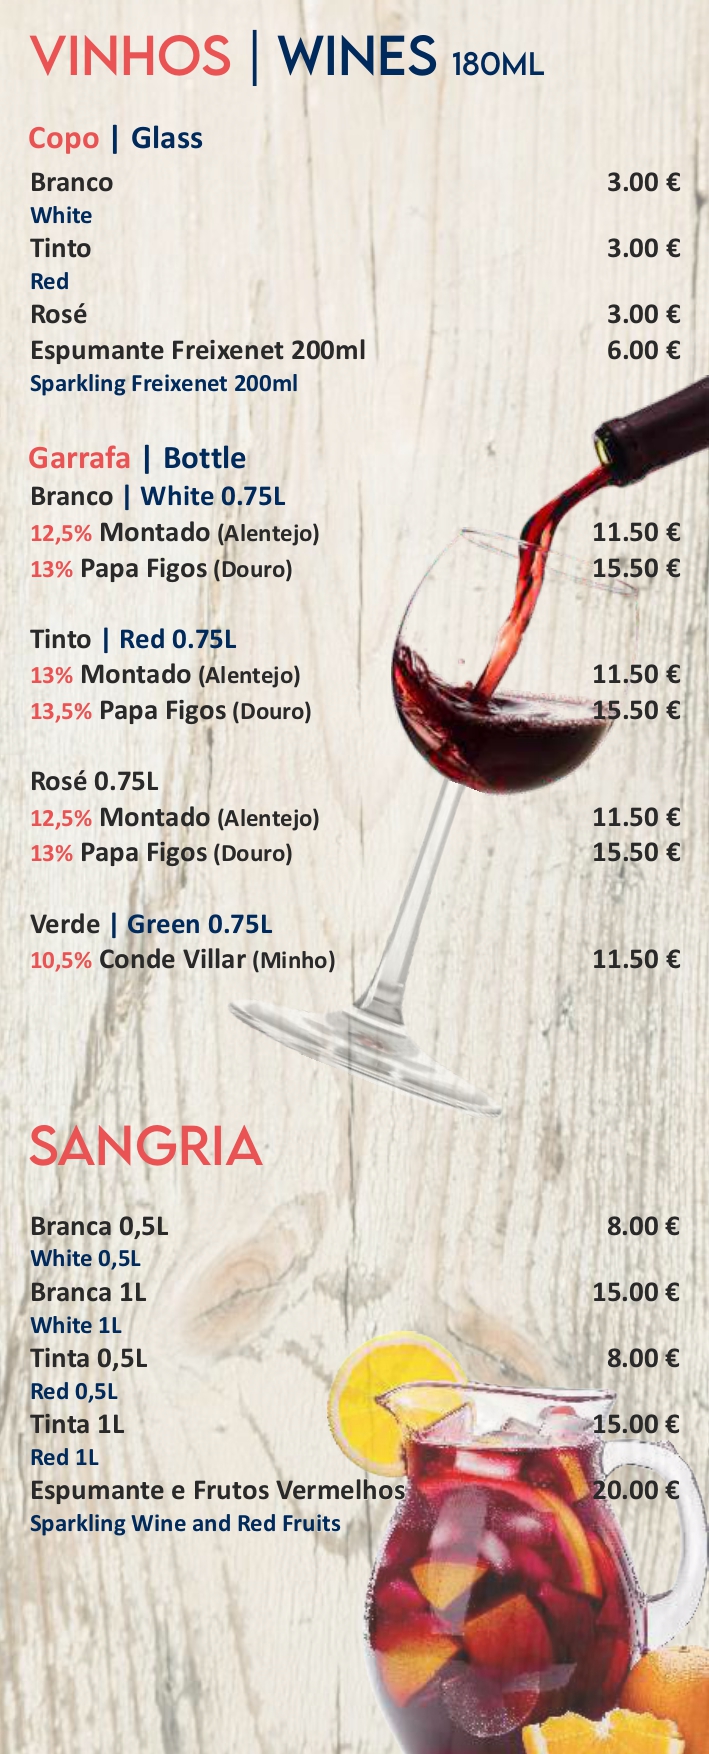 VINHOS | WINES 180ML
Copo | Glass
Branco 3.00 €
White
Tinto 3.00 €
Red
Rosé 3.00 €
Espumante Freixenet 200ml 6.00 €
Sparkling Freixenet 200ml
Garrafa | Bottle
Branco | White 0.75L
12,5% Montado (Alentejo) 11.50 €
13% Papa Figos (Douro) 15.50 €
Tinto | Red 0.75L
13% Montado (Alentejo) 11.50 €
13,5% Papa Figos (Douro) 15.50 €
Rosé 0.75L
12,5% Montado (Alentejo) 11.50 €
13% Papa Figos (Douro) 15.50 €
Verde | Green 0.75L
10,5% Conde Villar (Minho) 11.50 €
SANGRIA
Branca 0,5L 8.00 €
White 0,5L
Branca 1L 15.00 €
White 1L
Tinta 0,5L 8.00 €
Red 0,5L
Tinta 1L 15.00 €
Red 1L
Espumante e Frutos Vermelhos 20.00 €
Sparkling Wine and Red Fruits